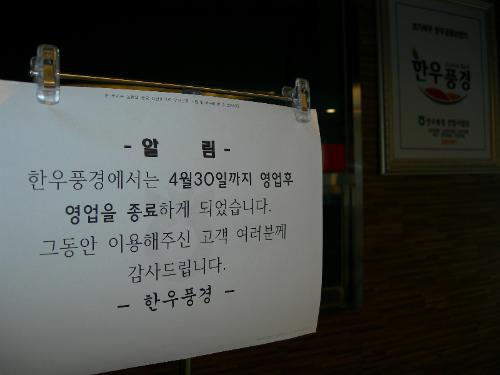 - 알 림 -
한우풍경에서는 4월30일까지 영업후
영업을 종료하게 되었습니다.
그동안 이용해주신 고객 여러분께
감사드립니다.
- 한우풍경 -
한우풍경